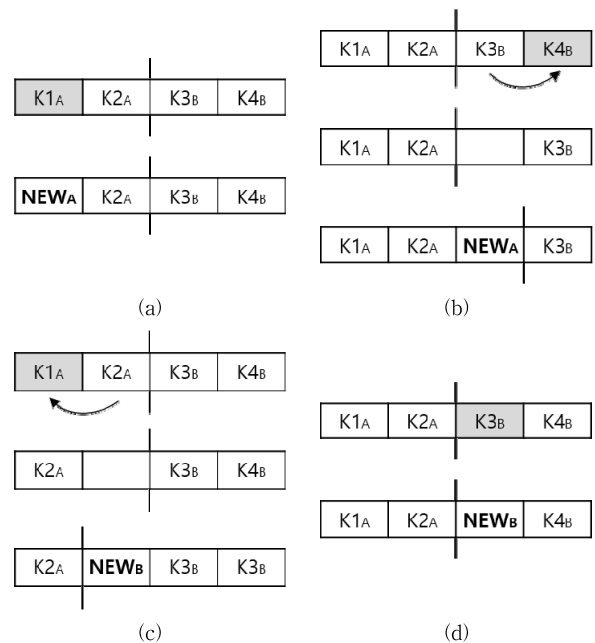 K1A K2A K3B K4B
NEWA K2A K3B K4B
(a)
K1A K2A K3B K4B
K1A K2A K3B
K1A K2A NEWA K3B
(b)
K1A K2A K3B K4B
K2A K3B K4B
K2A NEWB K3B K3B
(c)
K1A K2A K3B K4B
K1A K2A NEWB K4B
(d)